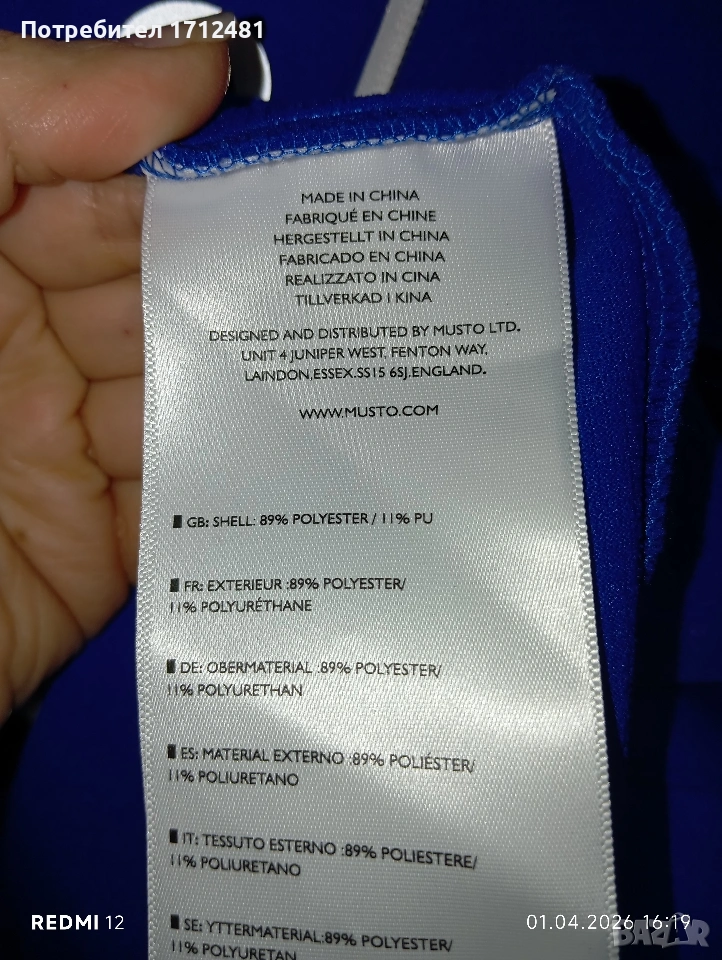 Потребител 1712481
MADE IN CHINA
FABRIQUÉ EN CHINE
HERGESTELLT IN CHINA
FABRICADO EN CHINA
REALIZZATO IN CINA
TILLVERKAD I KINA
DESIGNED AND DISTRIBUTED BY MUSTO LTD.
UNIT 4 JUNIPER WEST, FENTON WAY,
LAINDON,ESSEX.SS15 6SJ.ENGLAND.
WWW.MUSTO.COM
GB: SHELL: 89% POLYESTER / 11% PU
FR: EXTERIEUR :89% POLYESTER/
11% POLYURÉTHANE
DE: OBERMATERIAL :89% POLYESTER/
11% POLYURETHAN
ES: MATERIAL EXTERNO :89% POLIÉSTER/
11% POLIURETANO
IT: TESSUTO ESTERNO :89% POLIESTERE/
11% POLIURETANO
SE: YTTERMATERIAL:89% POLYESTER/
11% POLYURETAN
REDMI 12
01.04.2026 16:19
BAZAR